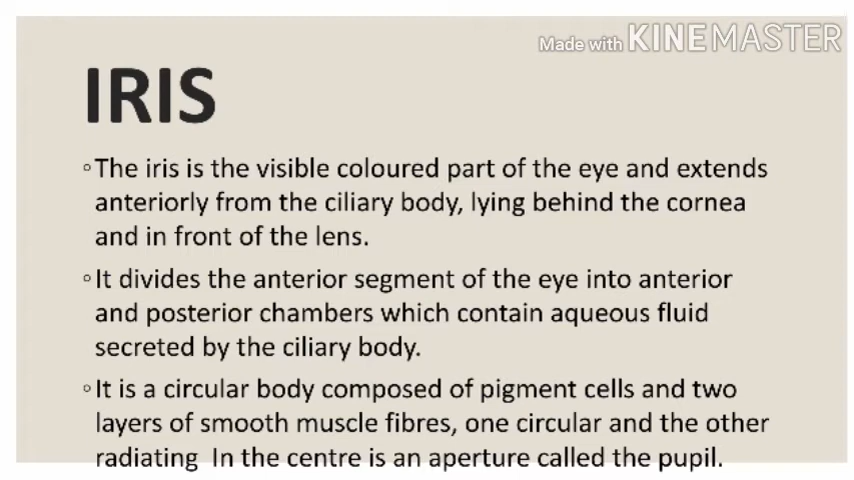 Made with KINEMASTER
IRIS
◦The iris is the visible coloured part of the eye and extends
anteriorly from the ciliary body, lying behind the cornea
and in front of the lens.
◦It divides the anterior segment of the eye into anterior
and posterior chambers which contain aqueous fluid
secreted by the ciliary body.
◦It is a circular body composed of pigment cells and two
layers of smooth muscle fibres, one circular and the other
radiating  In the centre is an aperture called the pupil.